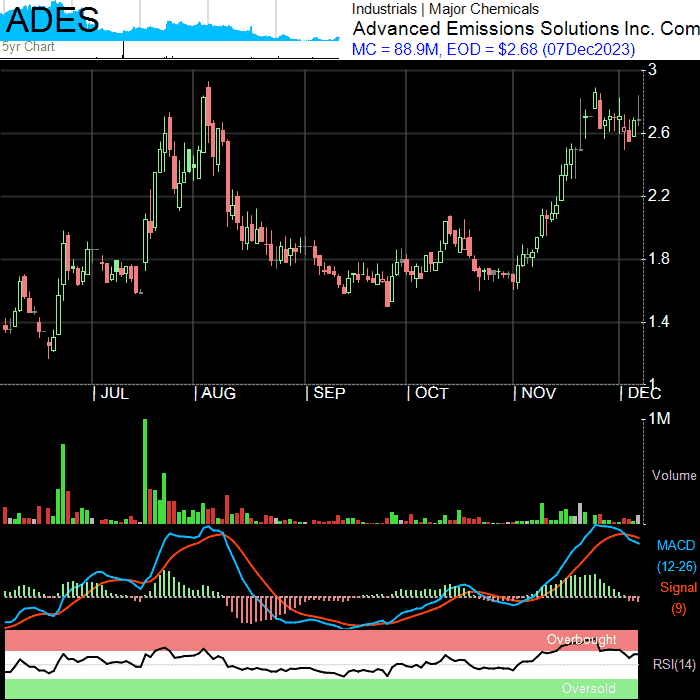 ADES
5yr Chart
Industrials | Major Chemicals
Advanced Emissions Solutions Inc. Com
MC = 88.9M, EOD = $2.68 (07Dec2023)
3
2.6
2.2
1.8
1.4
1
| JUL | AUG | SEP | OCT | NOV | DEC
1M
Volume
MACD
(12-26)
Signal
(9)
Overbought
RSI(14)
Oversold